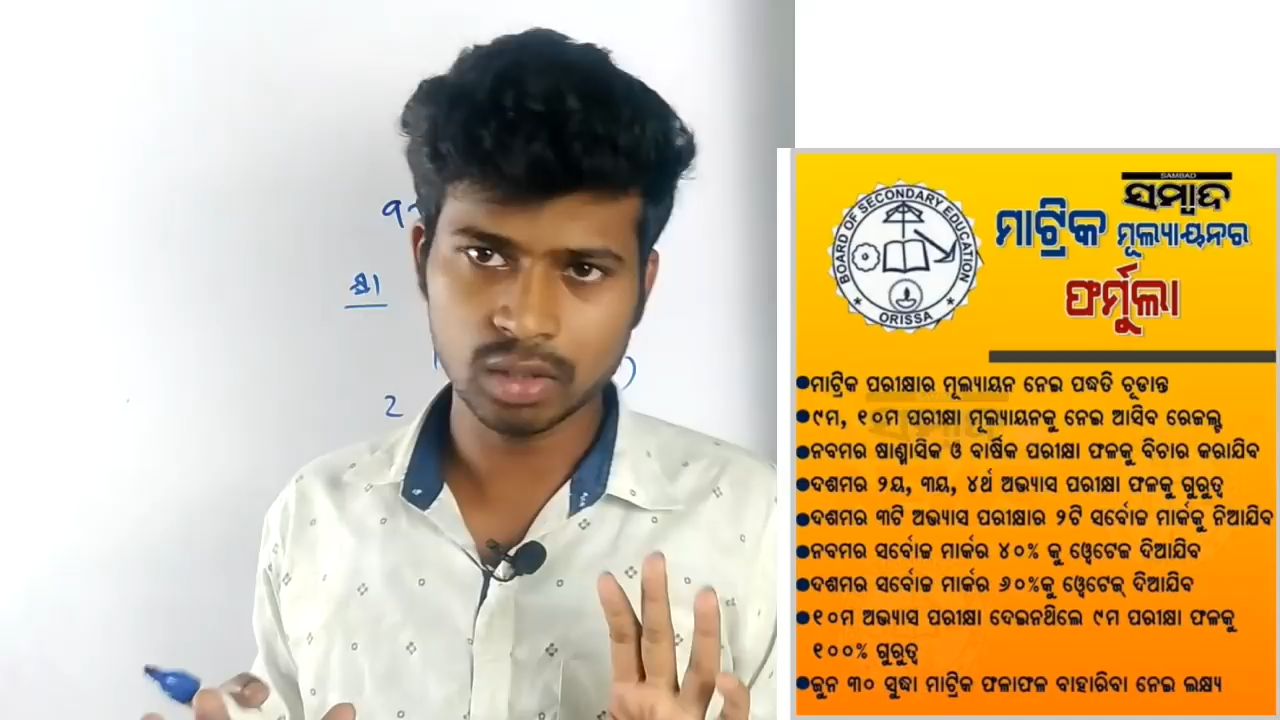 ଷା
2
SAMBAD
ସମ୍ବାଦ
BOARD OF SECONDARY EDUCATION
ORISSA
ମାଟ୍ରିକ ମୂଲ୍ୟାୟନର
ଫର୍ମୁଲା
ମାଟ୍ରିକ ପରୀକ୍ଷାର ମୂଲ୍ୟାୟନ ନେଇ ପଦ୍ଧତି ଚୂଡାନ୍ତ
୯ମ, ୧୦ମ ପରୀକ୍ଷା ମୂଲ୍ୟାୟନକୁ ନେଇ ଆସିବ ରେଜଲ୍ଟ
ନବମର ଷାଣ୍ମାସିକ ଓ ବାର୍ଷିକ ପରୀକ୍ଷା ଫଳକୁ ବିଚାର କରାଯିବ
ଦଶମର ୨ୟ, ୩ୟ, ୪ର୍ଥ ଅଭ୍ୟାସ ପରୀକ୍ଷା ଫଳକୁ ଗୁରୁତ୍ୱ
ଦଶମର ୩ଟି ଅଭ୍ୟାସ ପରୀକ୍ଷାର ୨ଟି ସର୍ବୋଚ୍ଚ ମାର୍କକୁ ନିଆଯିବ
ନବମର ସର୍ବୋଚ୍ଚ ମାର୍କର ୪୦% କୁ ୱେଟେଜ ଦିଆଯିବ
ଦଶମର ସର୍ବୋଚ୍ଚ ମାର୍କର ୬୦%କୁ ୱେଟେଜ୍ ଦିଆଯିବ
୧୦ମ ଅଭ୍ୟାସ ପରୀକ୍ଷା ଦେଇନଥିଲେ ୯ମ ପରୀକ୍ଷା ଫଳକୁ
୧୦୦% ଗୁରୁତ୍ୱ
ଜୁନ ୩୦ ସୁଦ୍ଧା ମାଟ୍ରିକ ଫଳାଫଳ ବାହାରିବା ନେଇ ଲକ୍ଷ୍ୟ